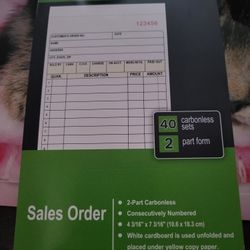 123456
CUSTOMER'S ORDER NO.
DATE
NAME
ADDRESS
CITY, STATE, ZIP
SOLD BY CASH C.O.D. CHARGE ON ACCT. MDSE RETD. PAID OUT
QUAN. DESCRIPTION PRICE AMOUNT
40 carbonless
sets
2 part form
Sales Order
• 2-Part Carbonless
• Consecutively Numbered
• 4 3/16" x 7 3/16" (10.6 x 18.3 cm)
• White cardboard is used unfolded and
placed under yellow copy paper.